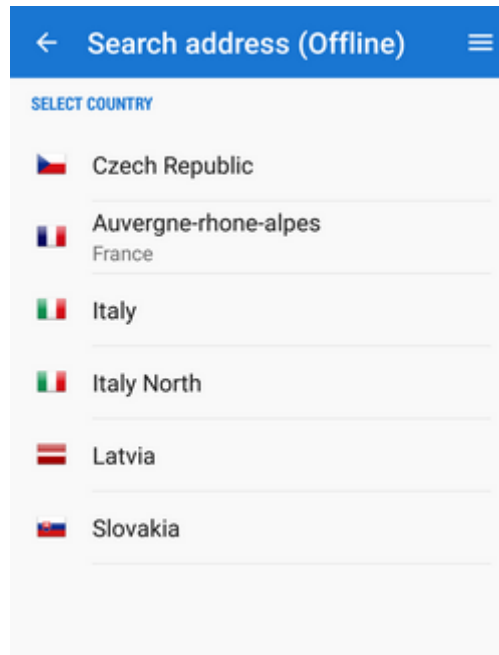 Search address (Offline)
SELECT COUNTRY
Czech Republic
Auvergne-rhone-alpes
France
Italy
Italy North
Latvia
Slovakia